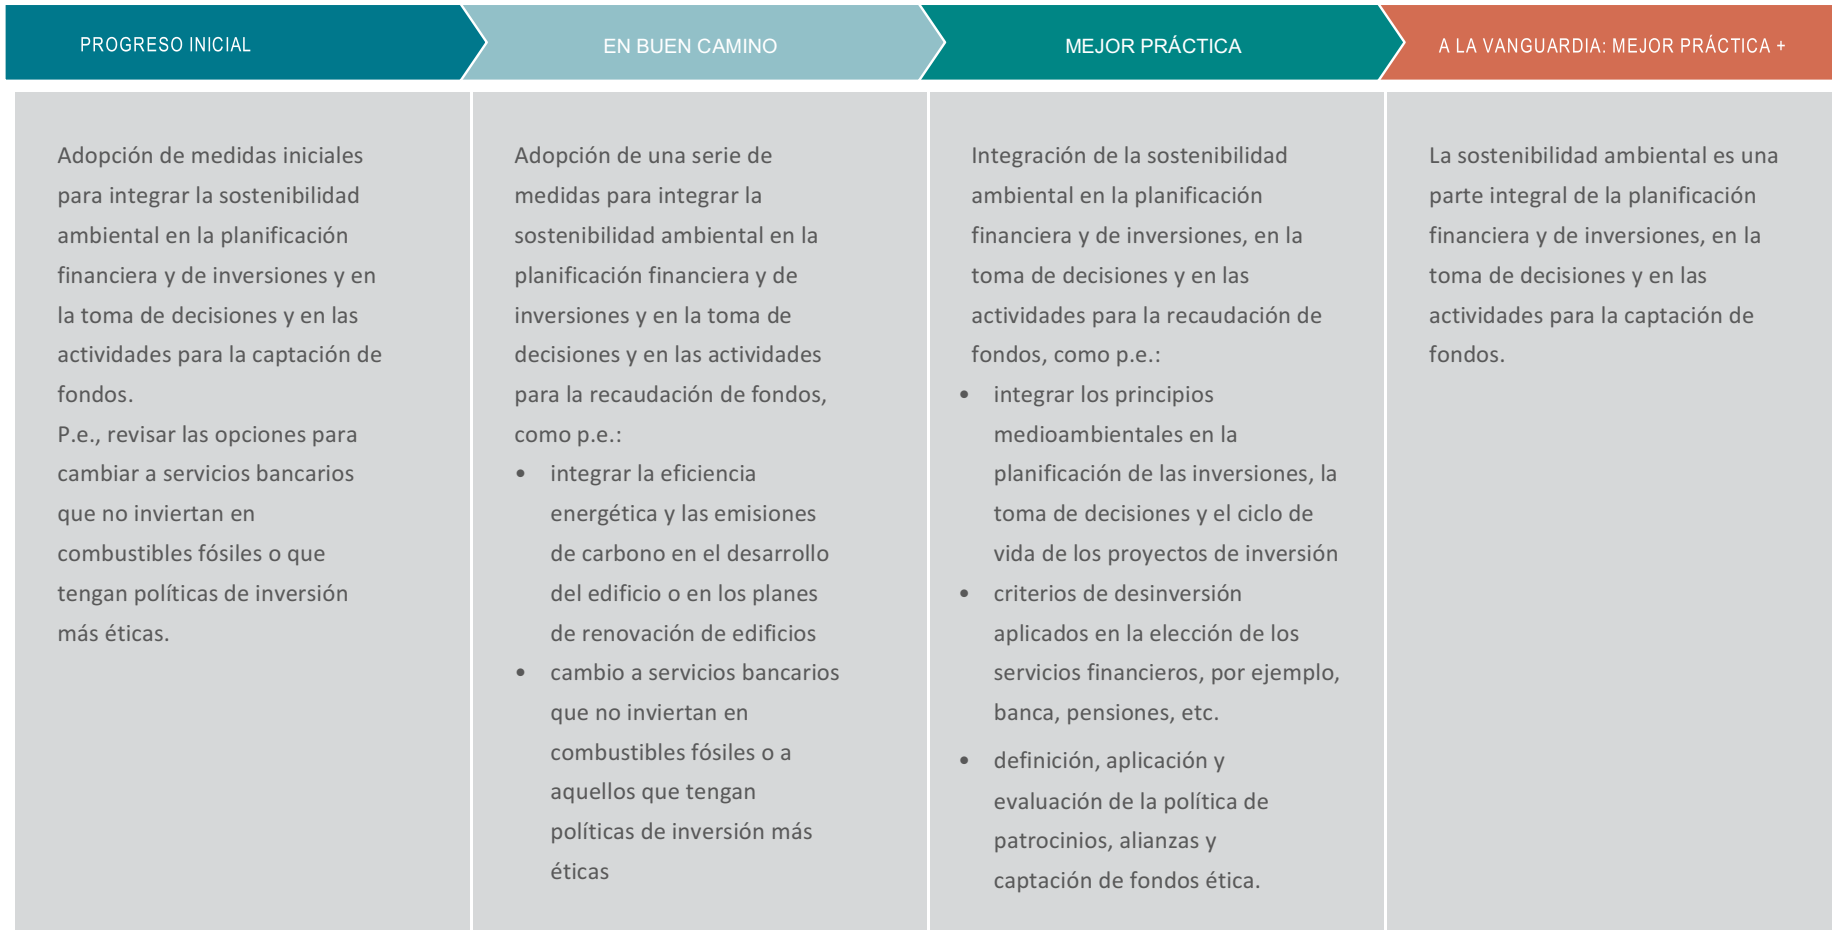 PROGRESO INICIAL
EN BUEN CAMINO
MEJOR PRÁCTICA
A LA VANGUARDIA: MEJOR PRÁCTICA +
Adopción de medidas iniciales
para integrar la sostenibilidad
ambiental en la planificación
financiera y de inversiones y en
la toma de decisiones y en las
actividades para la captación de
fondos.
P.e., revisar las opciones para
cambiar a servicios bancarios
que no inviertan en
combustibles fósiles o que
tengan políticas de inversión
más éticas.
Adopción de una serie de
medidas para integrar la
sostenibilidad ambiental en la
planificación financiera y de
inversiones y en la toma de
decisiones y en las actividades
para la recaudación de fondos,
como p.e.:
• integrar la eficiencia
energética y las emisiones
de carbono en el desarrollo
del edificio o en los planes
de renovación de edificios
• cambio a servicios bancarios
que no inviertan en
combustibles fósiles o a
aquellos que tengan
políticas de inversión más
éticas
Integración de la sostenibilidad
ambiental en la planificación
financiera y de inversiones, en la
toma de decisiones y en las
actividades para la recaudación de
fondos, como p.e.:
• integrar los principios
medioambientales en la
planificación de las inversiones, la
toma de decisiones y el ciclo de
vida de los proyectos de inversión
• criterios de desinversión
aplicados en la elección de los
servicios financieros, por ejemplo,
banca, pensiones, etc.
• definición, aplicación y
evaluación de la política de
patrocinios, alianzas y
captación de fondos ética.
La sostenibilidad ambiental es una
parte integral de la planificación
financiera y de inversiones, en la
toma de decisiones y en las
actividades para la captación de
fondos.